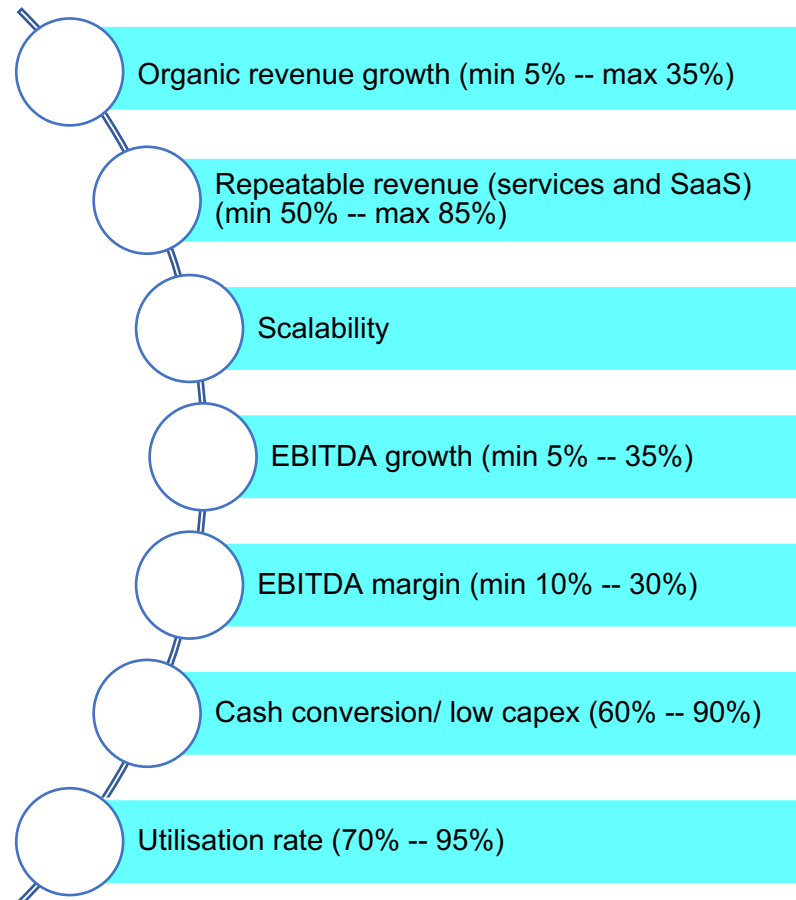 Organic revenue growth (min 5% -- max 35%)
Repeatable revenue (services and SaaS)
(min 50% -- max 85%)
Scalability
EBITDA growth (min 5% -- 35%)
EBITDA margin (min 10% -- 30%)
Cash conversion/ low capex (60% -- 90%)
Utilisation rate (70% -- 95%)